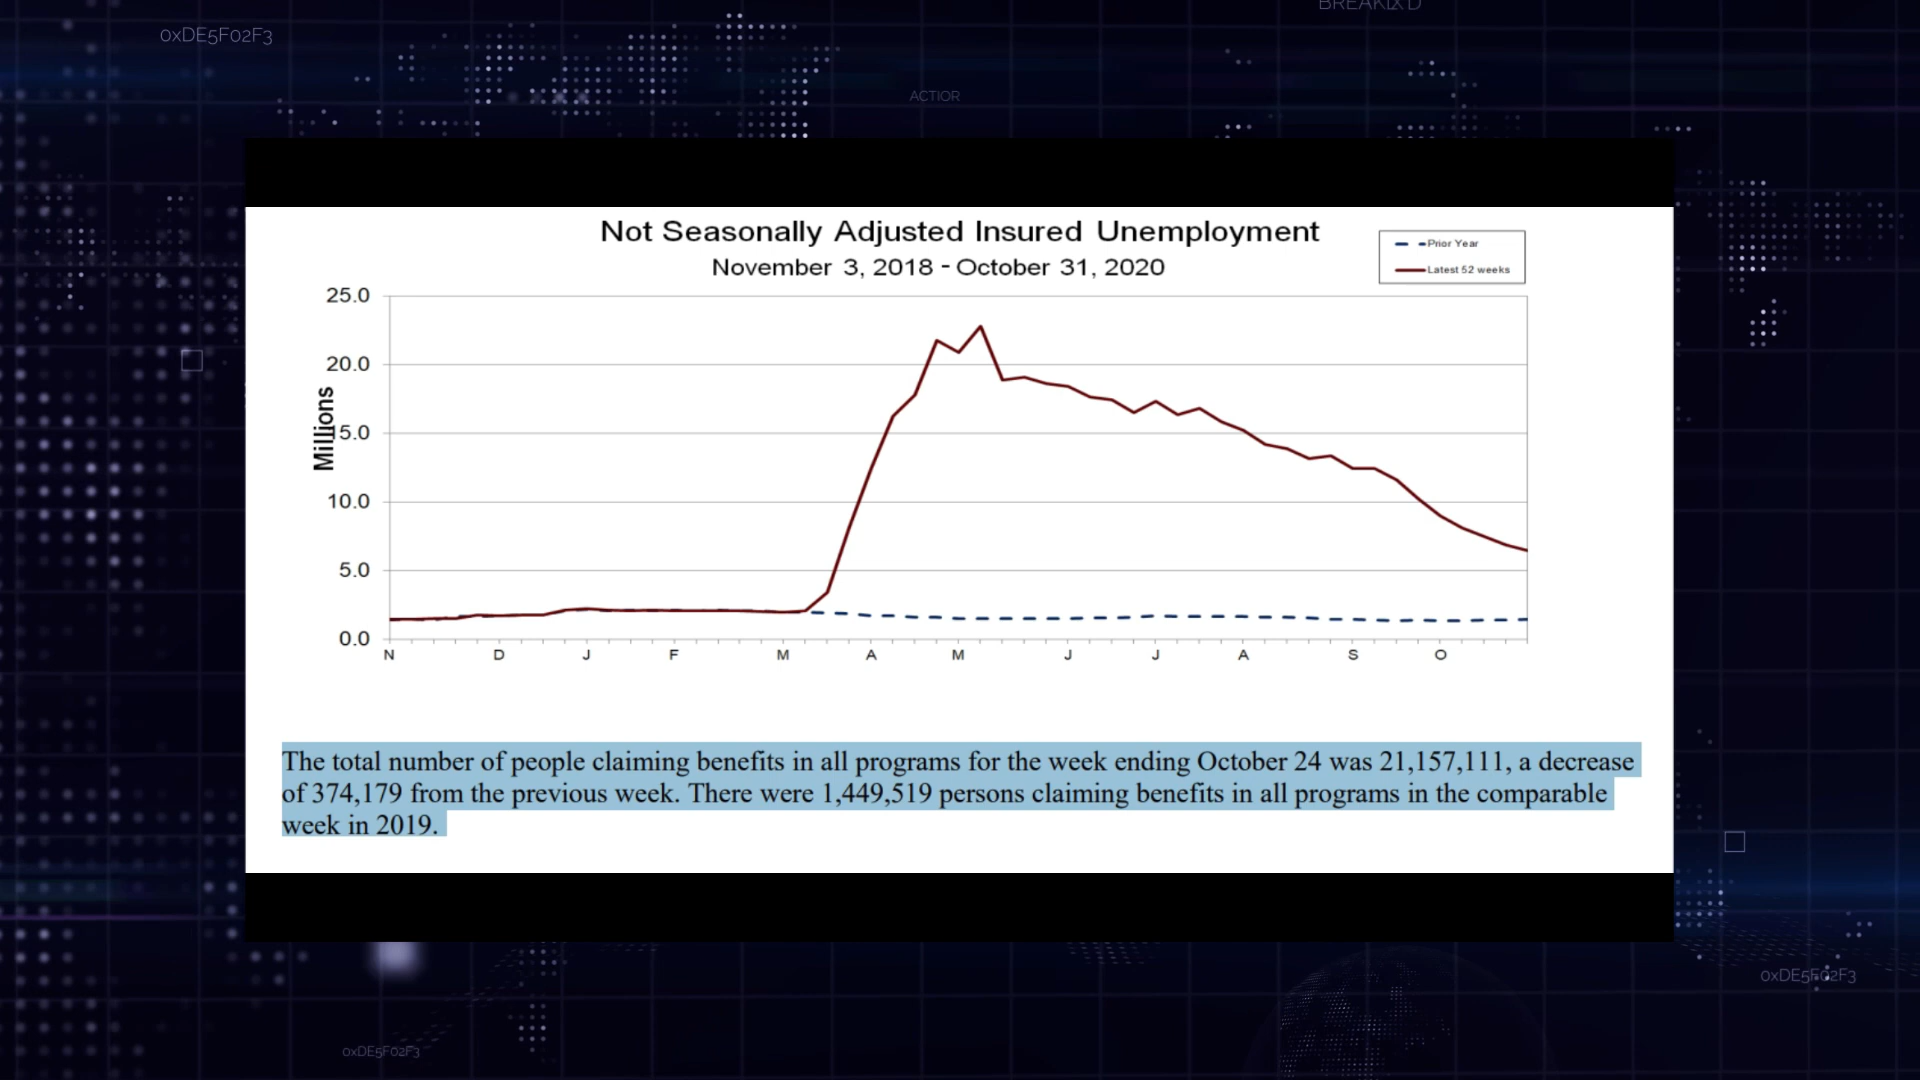 0xDE5F02F3
ACTIOR
Not Seasonally Adjusted Insured Unemployment
November 3, 2018 - October 31, 2020
Prior Year
Latest 52 weeks
Millions
25.0
20.0
15.0
10.0
5.0
0.0
N D J F M A M J J A S O
The total number of people claiming benefits in all programs for the week ending October 24 was 21,157,111, a decrease
of 374,179 from the previous week. There were 1,449,519 persons claiming benefits in all programs in the comparable
week in 2019.
0xDE5F02F3
0xDE5F02F3